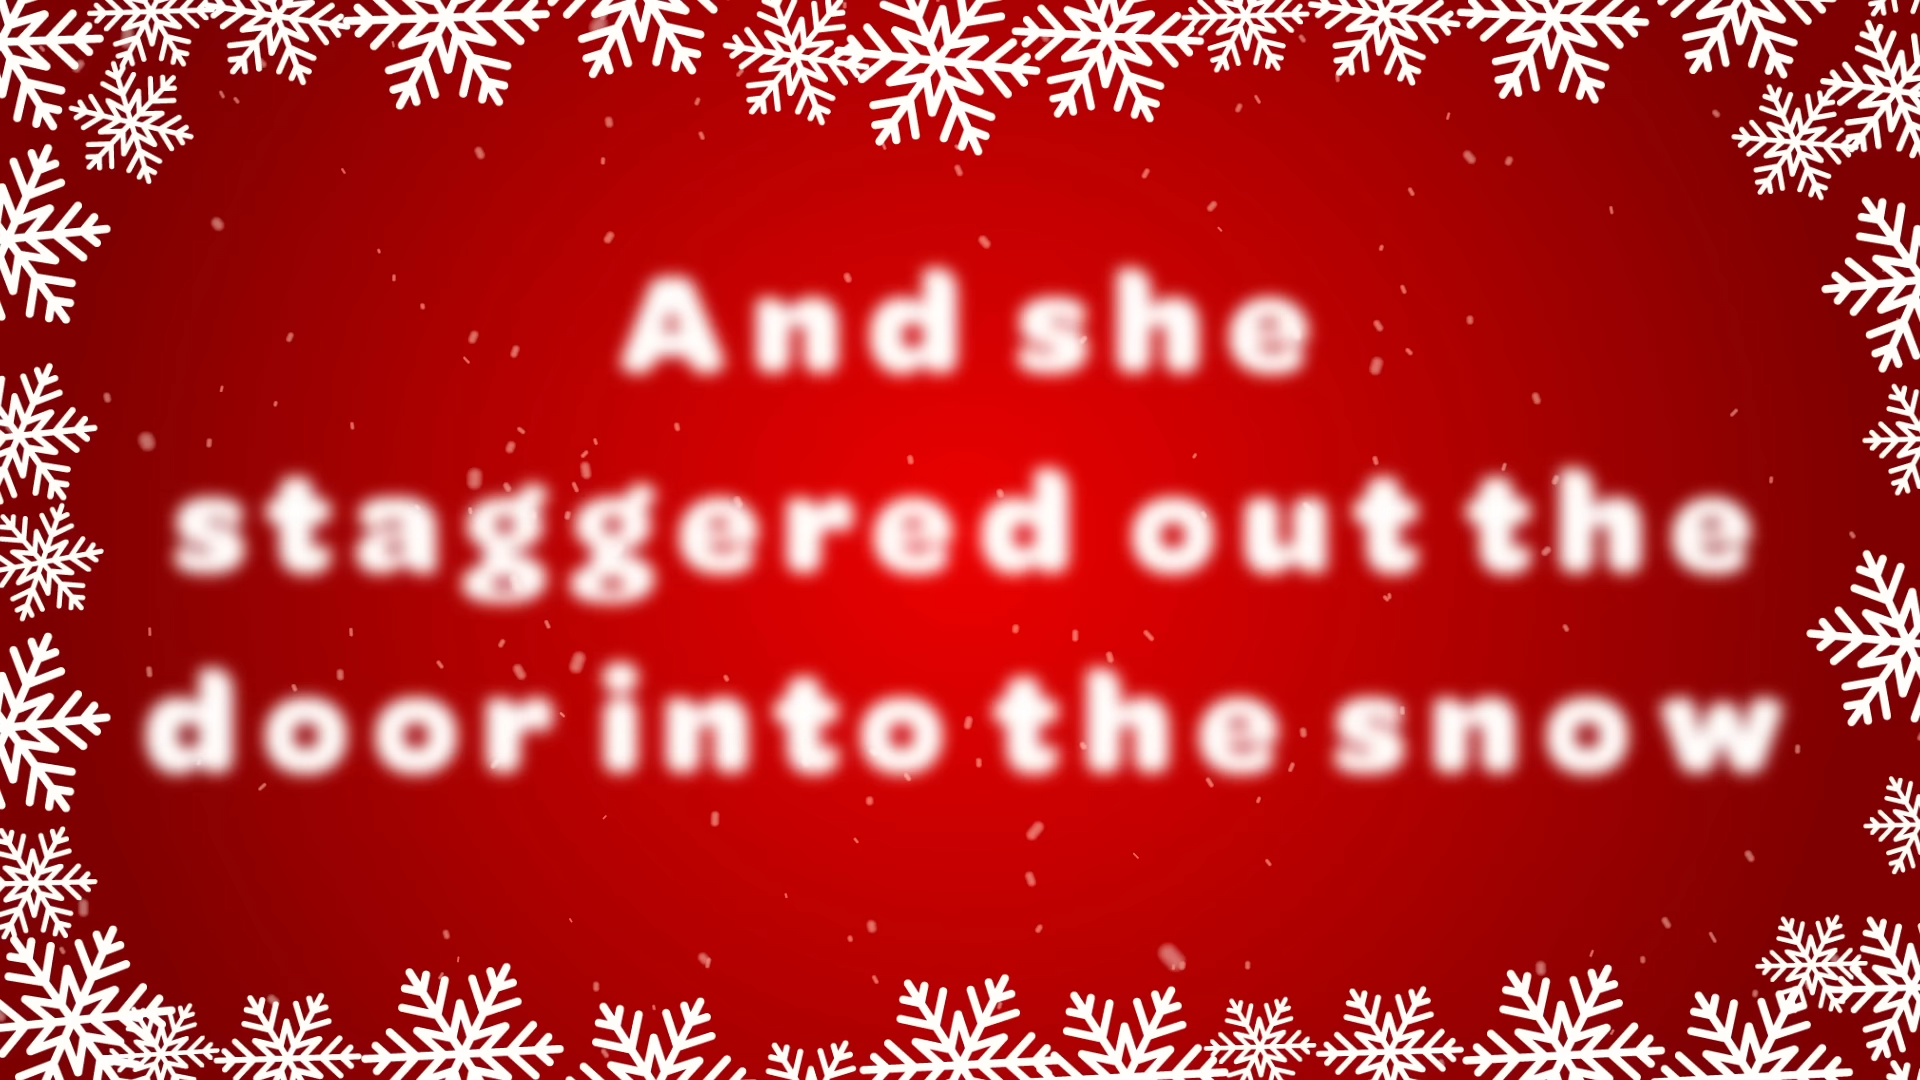 And she
staggered out the
door into the snow